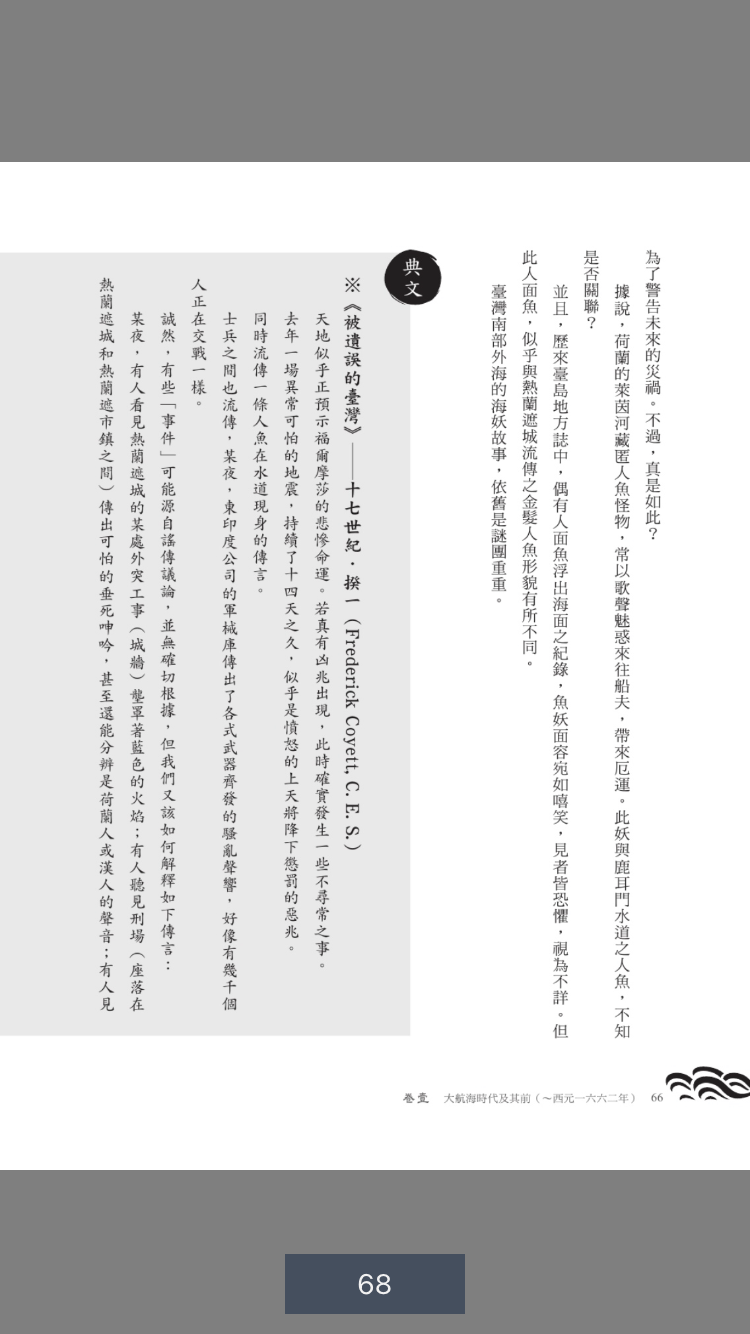 為了警告未來的災禍。不過，真是如此？
據說，荷蘭的萊茵河藏匿人魚怪物，常以歌聲魅惑來往船夫，帶來厄運。此妖與鹿耳門水道之人魚，不知
是否關聯？
並且，歷來臺島地方誌中，偶有人面魚浮出海面之紀錄，魚妖面容宛如嘻笑，見者皆恐懼，視為不詳。但
此人面魚，似乎與熱蘭遮城流傳之金髮人魚形貌有所不同。
臺灣南部外海的海妖故事，依舊是謎團重重。
典文
※《被遺誤的臺灣》——十七世紀．揆一（Frederick Coyett, C. E. S.）
天地似乎正預示福爾摩莎的悲慘命運。若真有凶兆出現，此時確實發生一些不尋常之事。
去年一場異常可怕的地震，持續了十四天之久，似乎是憤怒的上天將降下懲罰的惡兆。
同時流傳一條人魚在水道現身的傳言。
士兵之間也流傳，某夜，東印度公司的軍械庫傳出了各式武器齊發的騷亂聲響，好像有幾千個
人正在交戰一樣。
誠然，有些「事件」可能源自謠傳議論，並無確切根據，但我們又該如何解釋如下傳言：
某夜，有人看見熱蘭遮城的某處外突工事（城牆）壟罩著藍色的火焰；有人聽見刑場（座落在
熱蘭遮城和熱蘭遮市鎮之間）傳出可怕的垂死呻吟，甚至還能分辨是荷蘭人或漢人的聲音；有人見
卷壹 大航海時代及其前（～西元一六六二年） 66
68